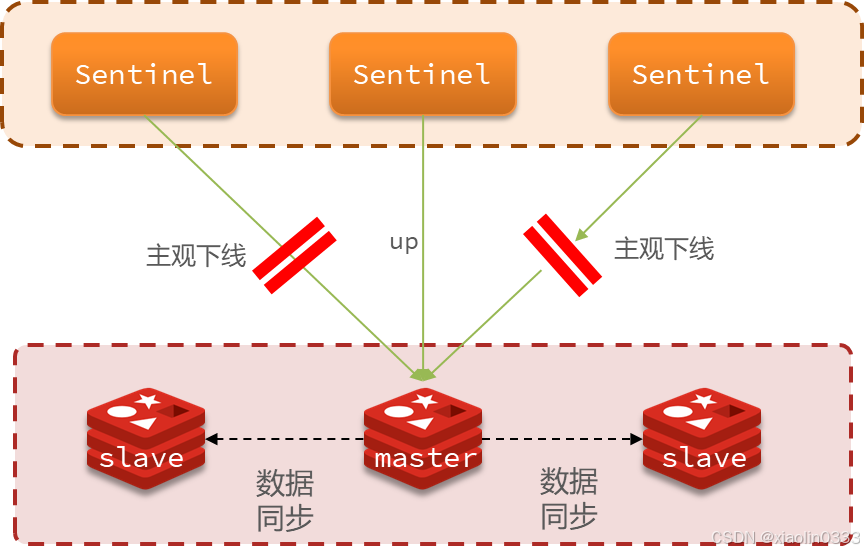 Sentinel
Sentinel
Sentinel
主观下线
up
主观下线
slave
master
slave
数据
同步
数据
同步
CSDN @xiaolin0333